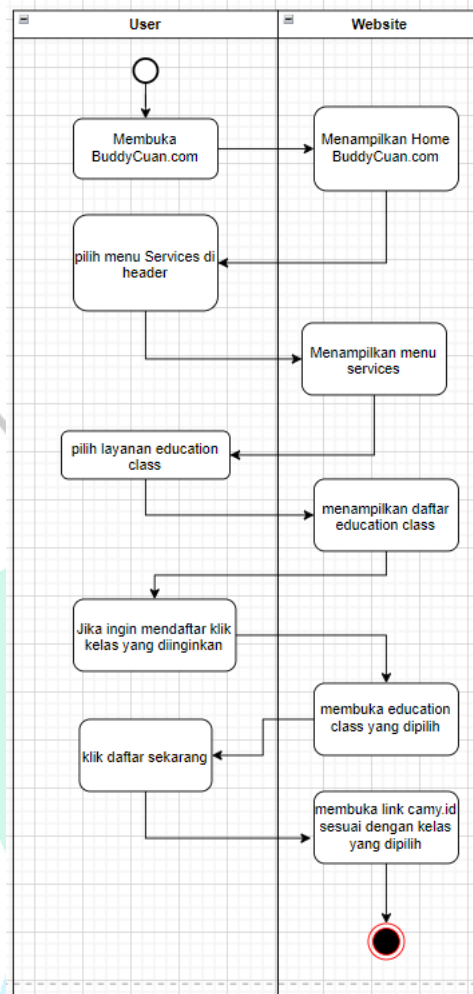 User
Website
Membuka
BuddyCuan.com
Menampilkan Home
BuddyCuan.com
pilih menu Services di
header
Menampilkan menu
services
pilih layanan education
class
menampilkan daftar
education class
Jika ingin mendaftar klik
kelas yang diinginkan
membuka education
class yang dipilih
klik daftar sekarang
membuka link camy.id
sesuai dengan kelas
yang dipilih